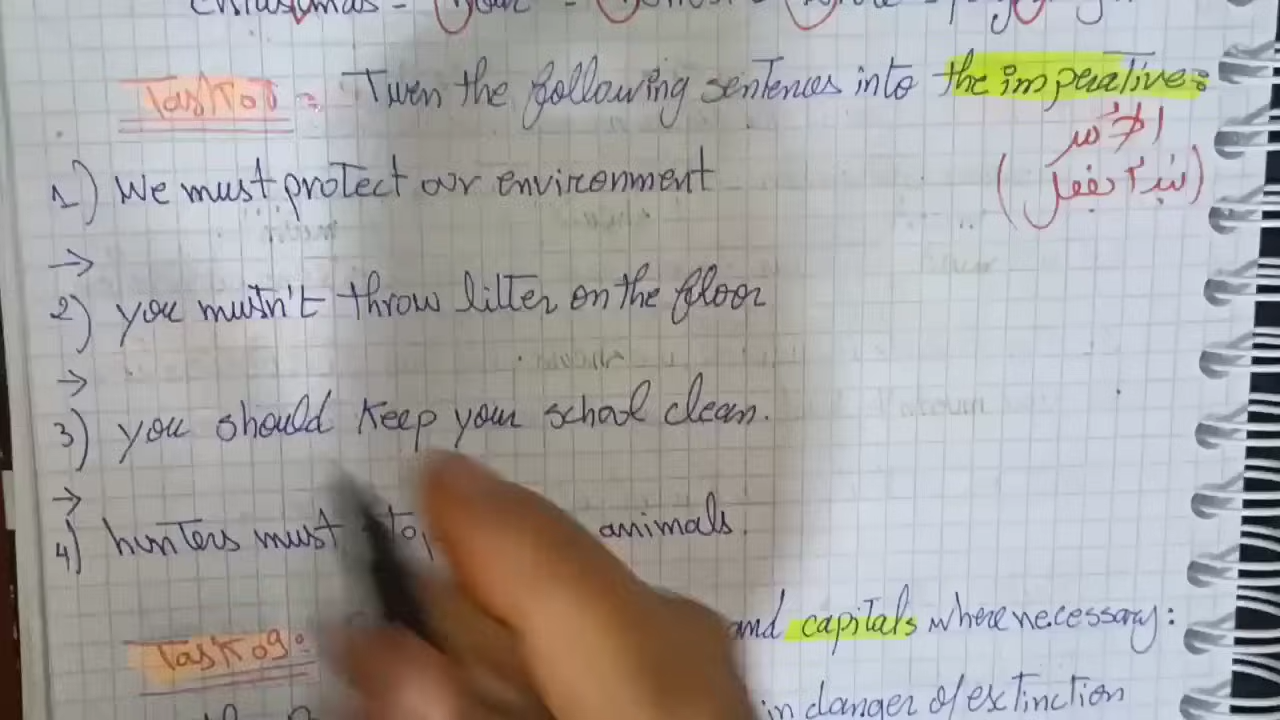 Task 08: Turn the following sentences into the imperative:
الأمر
(نبدأ بفعل)
1) We must protect our environment
→
2) you mustn't throw litter on the floor
→
3) you should keep your school clean.
→
4) hunters must animals.
Task 09: and capitals where necessary:
in danger of extinction